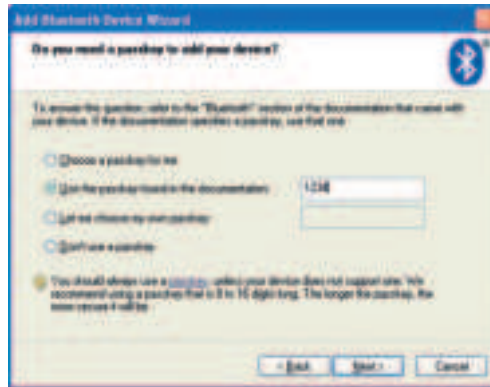 Add Bluetooth Device Wizard
Do you need a passkey to add your device?
To answer this question, refer to the "Bluetooth" section of the documentation that came with
your device. If the documentation specifies a passkey, use that one.
Choose a passkey for me
Use the passkey found in the documentation:
Let me choose my own passkey:
Don't use a passkey
You should always use a passkey, unless your device does not support one. We
recommend using a passkey that is 8 to 16 digits long. The longer the passkey, the
more secure it will be.
< Back
Next >
Cancel